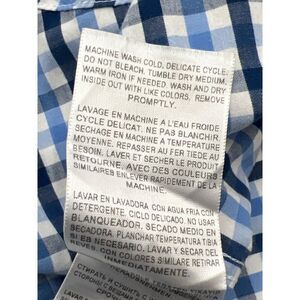 MACHINE WASH COLD. DELICATE CYCLE.
DO NOT BLEACH. TUMBLE DRY MEDIUM.
WARM IRON IF NEEDED. WASH AND DRY
INSIDE OUT WITH LIKE COLORS. REMOVE
PROMPTLY.
LAVAGE EN MACHINE A L'EAU FROIDE.
CYCLE DELICAT. NE PAS BLANCHIR.
SECHAGE EN MACHINE A TEMPERATURE
MOYENNE. REPASSER AU FER TIEDE AU
BESOIN. LAVER ET SECHER LE PRODUIT
RETOURNE, AVEC DES COULEURS
SIMILAIRES ENLEVER RAPIDEMENT DE LA
MACHINE.
LAVAR EN LAVADORA CON AGUA FRIA CON
DETERGENTE. CICLO DELICADO. NO USAR
BLANQUEADOR. SECADO DE MEDIO
SECADORA. PLANCHAR TEMPERATURA TIBIA
SI ES NECESARIO. LAVAR Y SECAR DEL
REVES. CON COLORES SIMILARE RETIRAR
INMEDIATAMENTE.
СТИРАТЬ